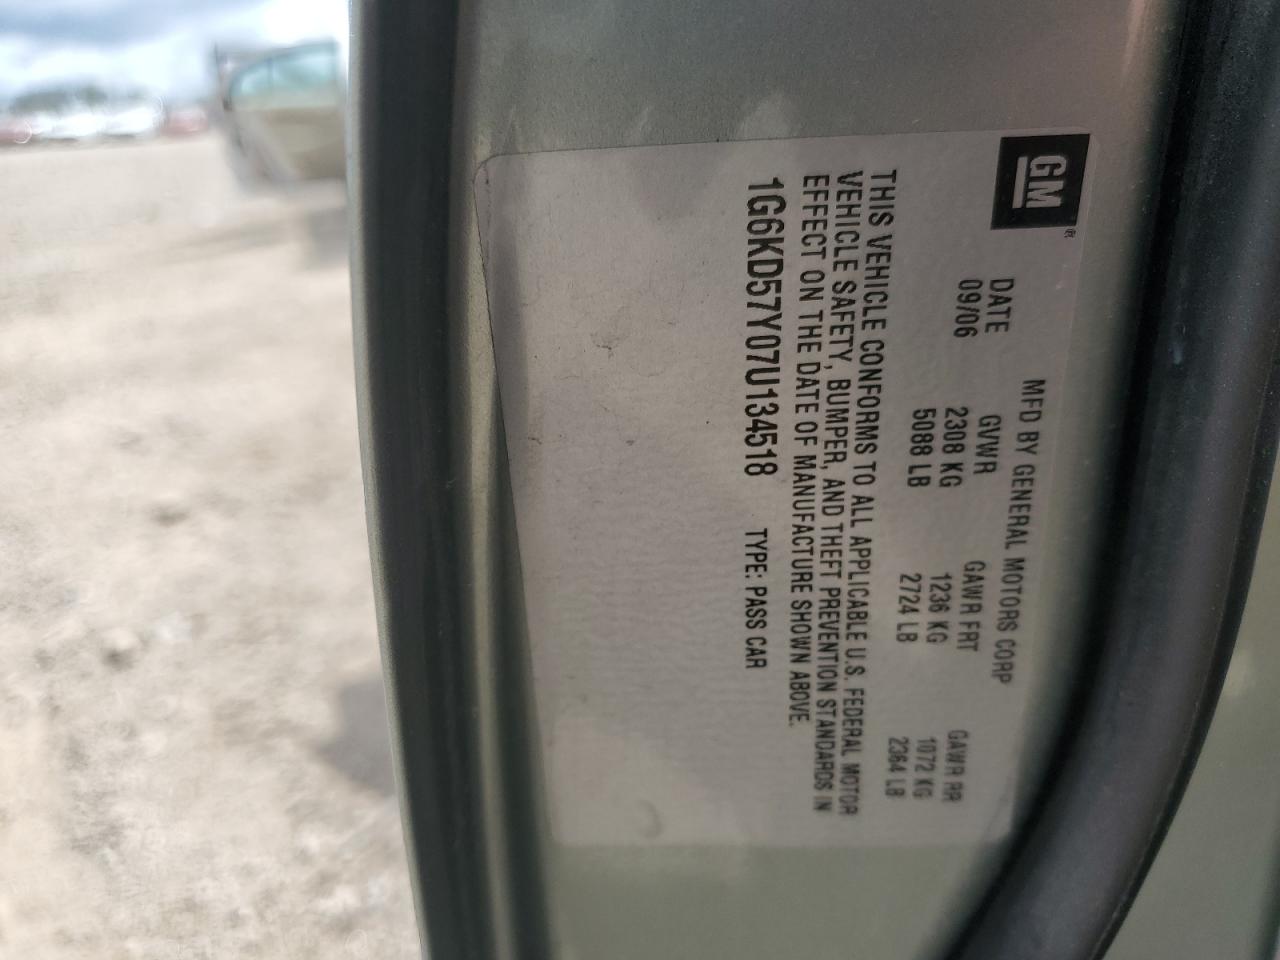 GM
MFD BY GENERAL MOTORS CORP
DATE GVWR GAWR FRT GAWR RR
09/06 2308 KG 1236 KG 1072 KG
5088 LB 2724 LB 2364 LB
THIS VEHICLE CONFORMS TO ALL APPLICABLE U.S. FEDERAL MOTOR
VEHICLE SAFETY, BUMPER, AND THEFT PREVENTION STANDARDS IN
EFFECT ON THE DATE OF MANUFACTURE SHOWN ABOVE.
1G6KD57Y07U134518 TYPE: PASS CAR